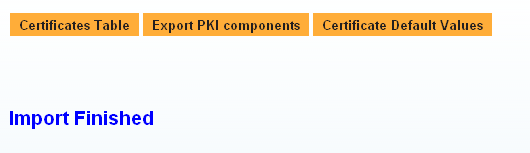 Certificates Table Export PKI components Certificate Default Values
Import Finished